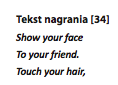 Tekst nagrania [34]
Show your face
To your friend.
Touch your hair,